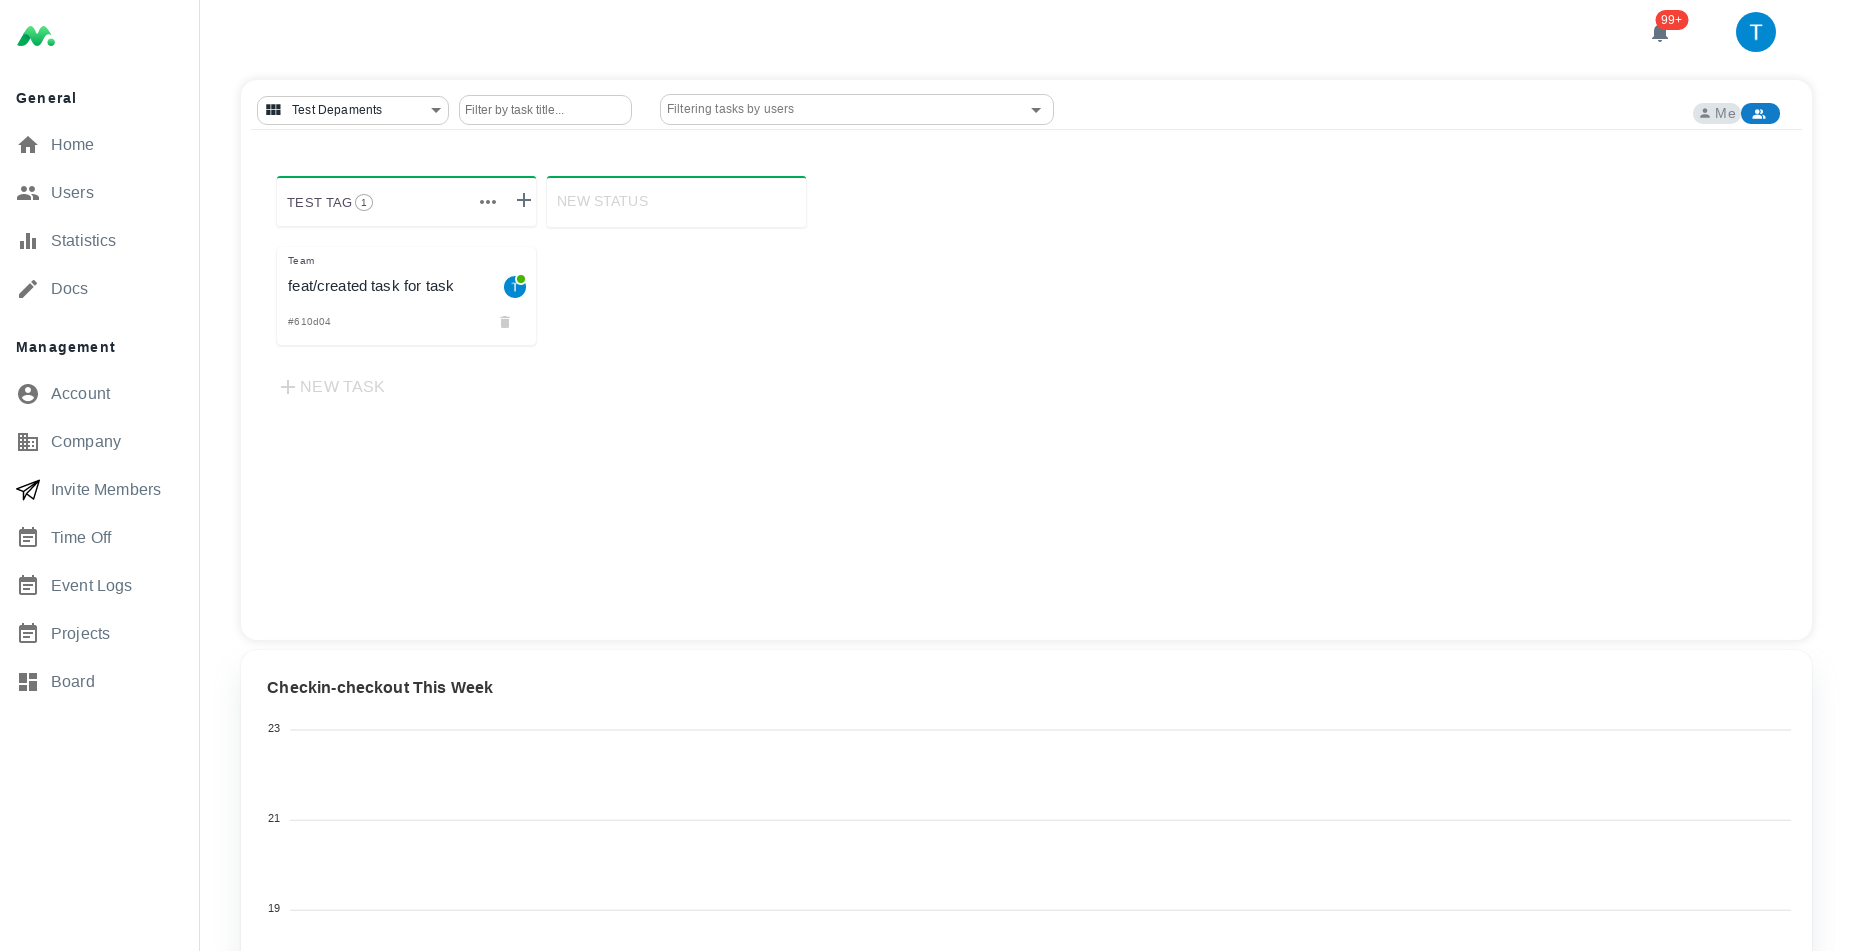 99+
T
General
Home
Users
Statistics
Docs
Management
Account
Company
Invite Members
Time Off
Event Logs
Projects
Board
Test Depaments
Filter by task title...
Filtering tasks by users
Me
TEST TAG 1
NEW STATUS
Team
feat/created task for task
T
#610d04
NEW TASK
Checkin-checkout This Week
23
21
19